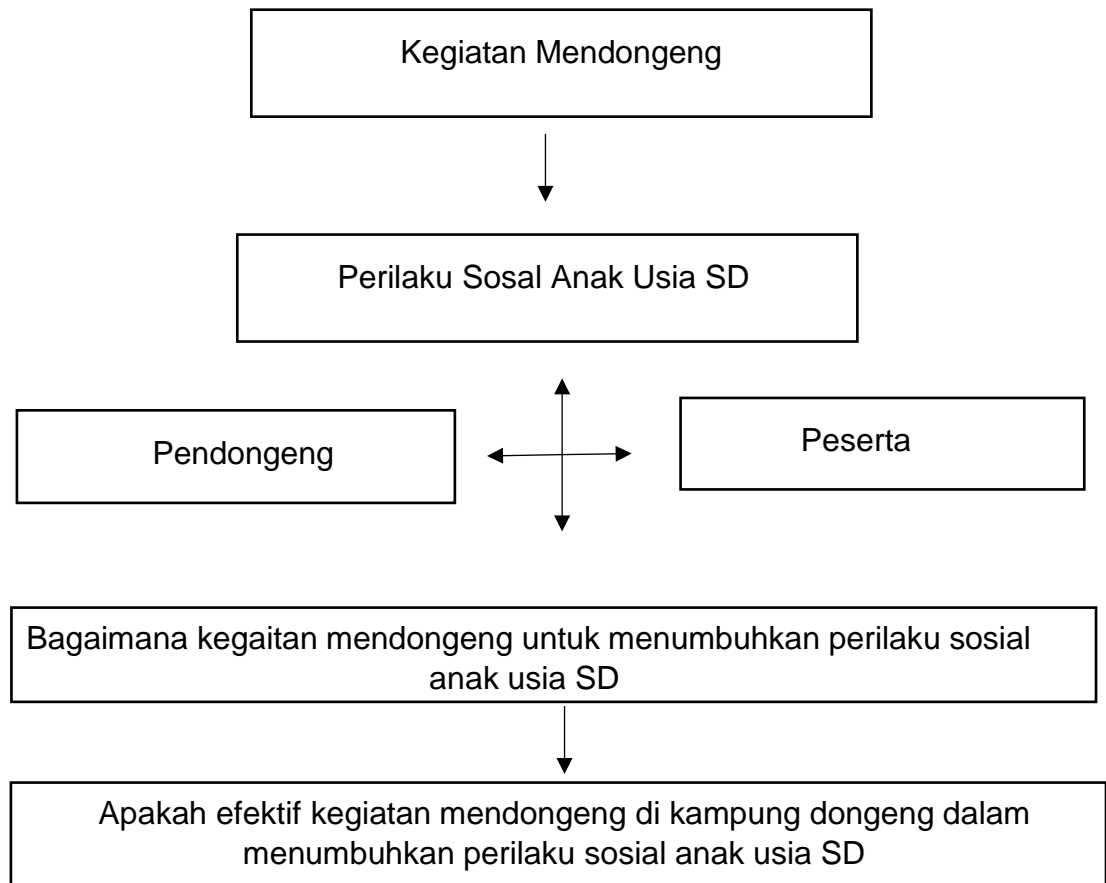 Kegiatan Mendongeng
Perilaku Sosal Anak Usia SD
Pendongeng
Peserta
Bagaimana kegaitan mendongeng untuk menumbuhkan perilaku sosial
anak usia SD
Apakah efektif kegiatan mendongeng di kampung dongeng dalam
menumbuhkan perilaku sosial anak usia SD